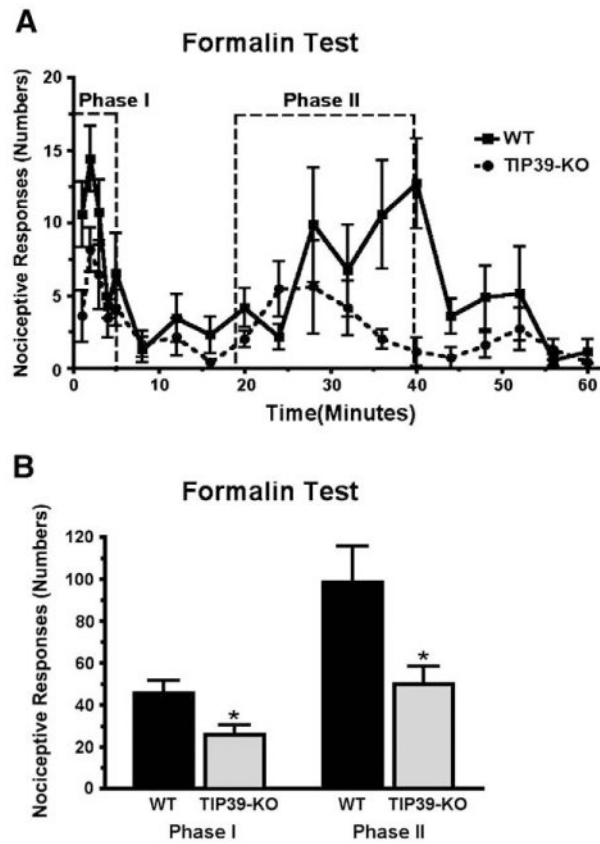 A
Formalin Test
Nociceptive Responses (Numbers)
20
15
10
5
0
Phase I
Phase II
WT
TIP39-KO
0 10 20 30 40 50 60
Time(Minutes)
B
Formalin Test
Nociceptive Responses (Numbers)
120
100
80
60
40
20
0
*
*
WT TIP39-KO WT TIP39-KO
Phase I Phase II